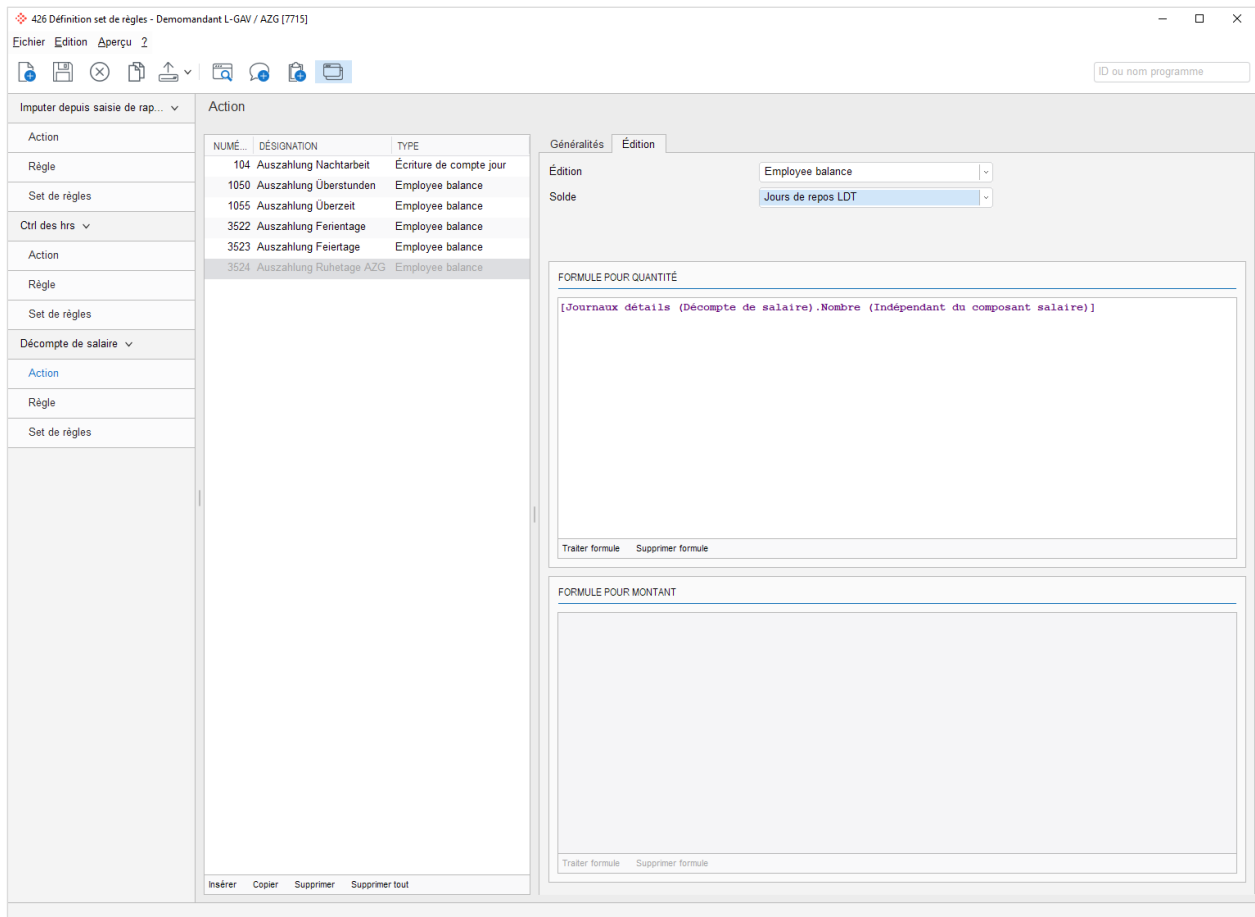 426 Définition set de règles - Demomandant L-GAV / AZG [7715]
Fichier Edition Aperçu ?
ID ou nom programme
Imputer depuis saisie de rap...
Action
Règle
Set de règles
Ctrl des hrs
Action
Règle
Set de règles
Décompte de salaire
Action
Règle
Set de règles
Action
NUMÉ... DÉSIGNATION TYPE
104 Auszahlung Nachtarbeit Écriture de compte jour
1050 Auszahlung Überstunden Employee balance
1055 Auszahlung Überzeit Employee balance
3522 Auszahlung Ferientage Employee balance
3523 Auszahlung Feiertage Employee balance
3524 Auszahlung Ruhetage AZG Employee balance
Insérer Copier Supprimer Supprimer tout
Généralités Édition
Édition Employee balance
Solde Jours de repos LDT
FORMULE POUR QUANTITÉ
[Journaux détails (Décompte de salaire).Nombre (Indépendant du composant salaire)]
Traiter formule Supprimer formule
FORMULE POUR MONTANT
Traiter formule Supprimer formule